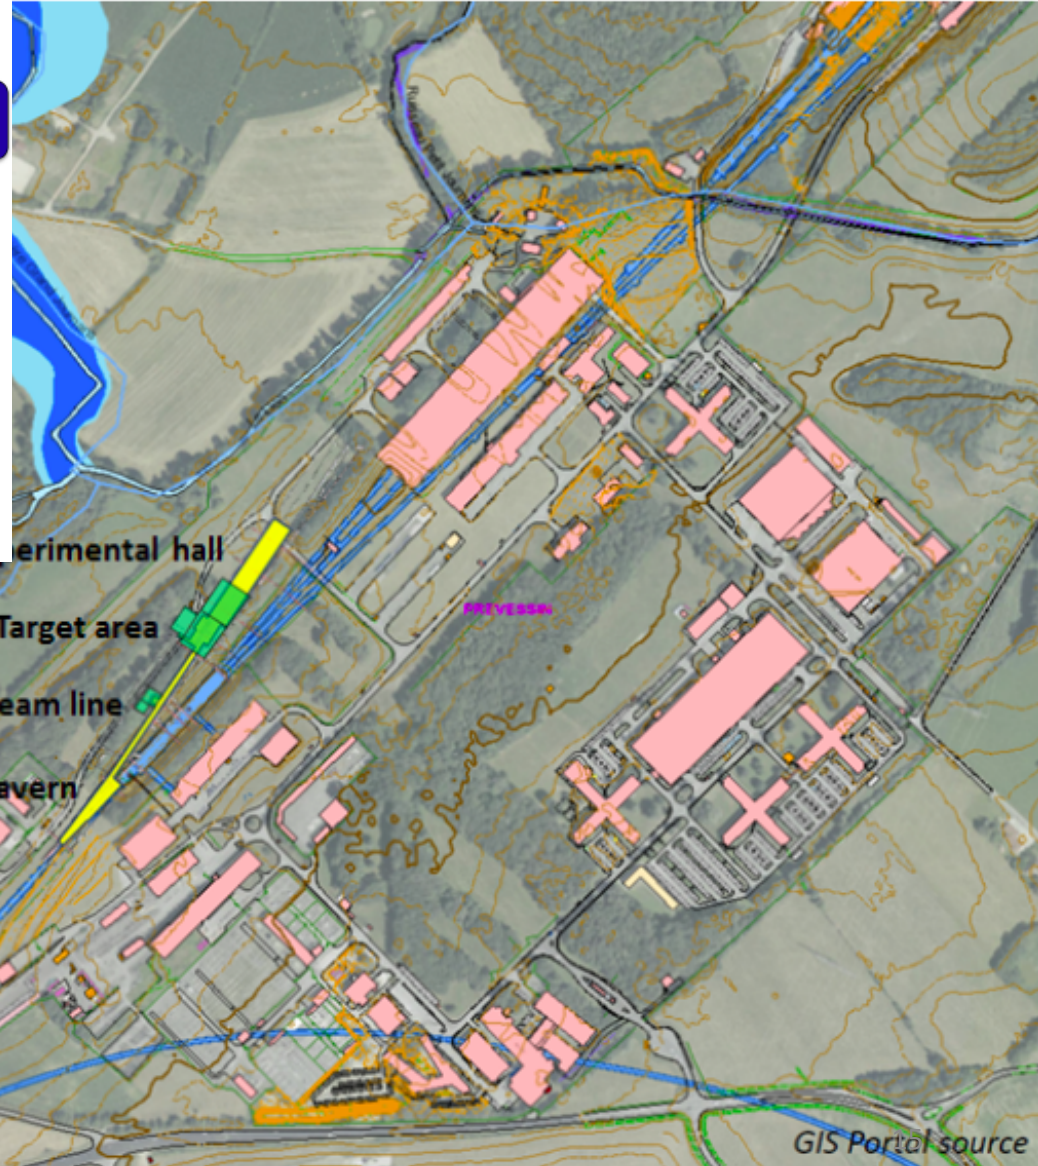 erimental hall
Target area
eam line
avern
PREVESSIN
GIS Portal source